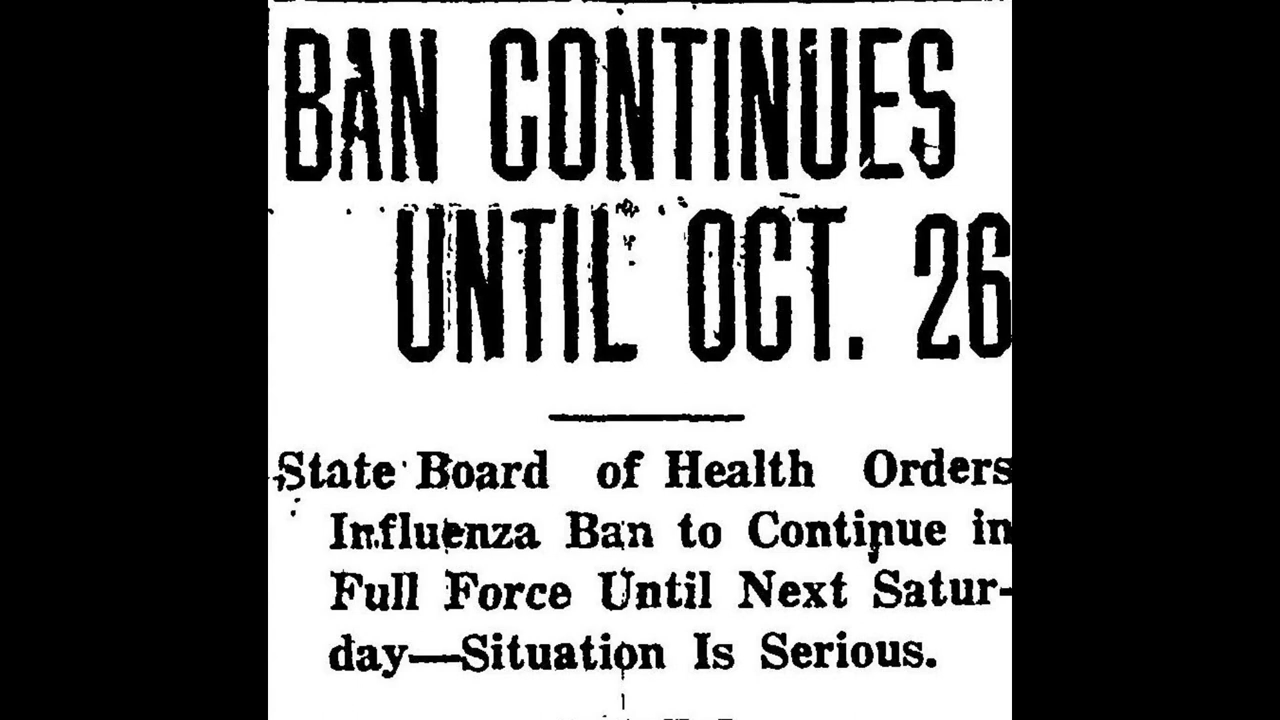 BAN CONTINUES
UNTIL OCT. 26
State Board of Health Orders
Influenza Ban to Continue in
Full Force Until Next Satur-
day—Situation Is Serious.